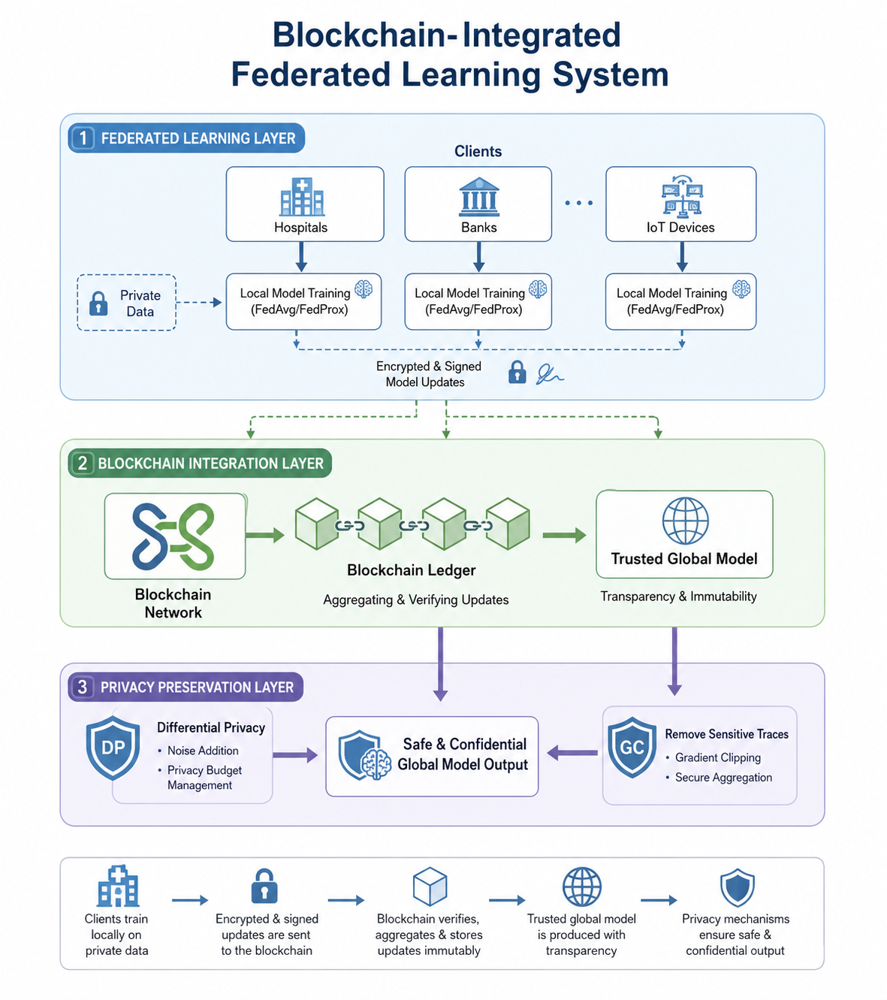 Blockchain-Integrated
Federated Learning System
1 FEDERATED LEARNING LAYER
Clients
Hospitals
Banks
IoT Devices
Private
Data
Local Model Training
(FedAvg/FedProx)
Local Model Training
(FedAvg/FedProx)
Local Model Training
(FedAvg/FedProx)
Encrypted & Signed
Model Updates
2 BLOCKCHAIN INTEGRATION LAYER
Blockchain
Network
Blockchain Ledger
Aggregating & Verifying Updates
Trusted Global Model
Transparency & Immutability
3 PRIVACY PRESERVATION LAYER
DP
Differential Privacy
• Noise Addition
• Privacy Budget
Management
Safe & Confidential
Global Model Output
GC
Remove Sensitive Traces
• Gradient Clipping
• Secure Aggregation
Clients train
locally on
private data
Encrypted & signed
updates are sent
to the blockchain
Blockchain verifies,
aggregates & stores
updates immutably
Trusted global model
is produced with
transparency
Privacy mechanisms
ensure safe &
confidential output